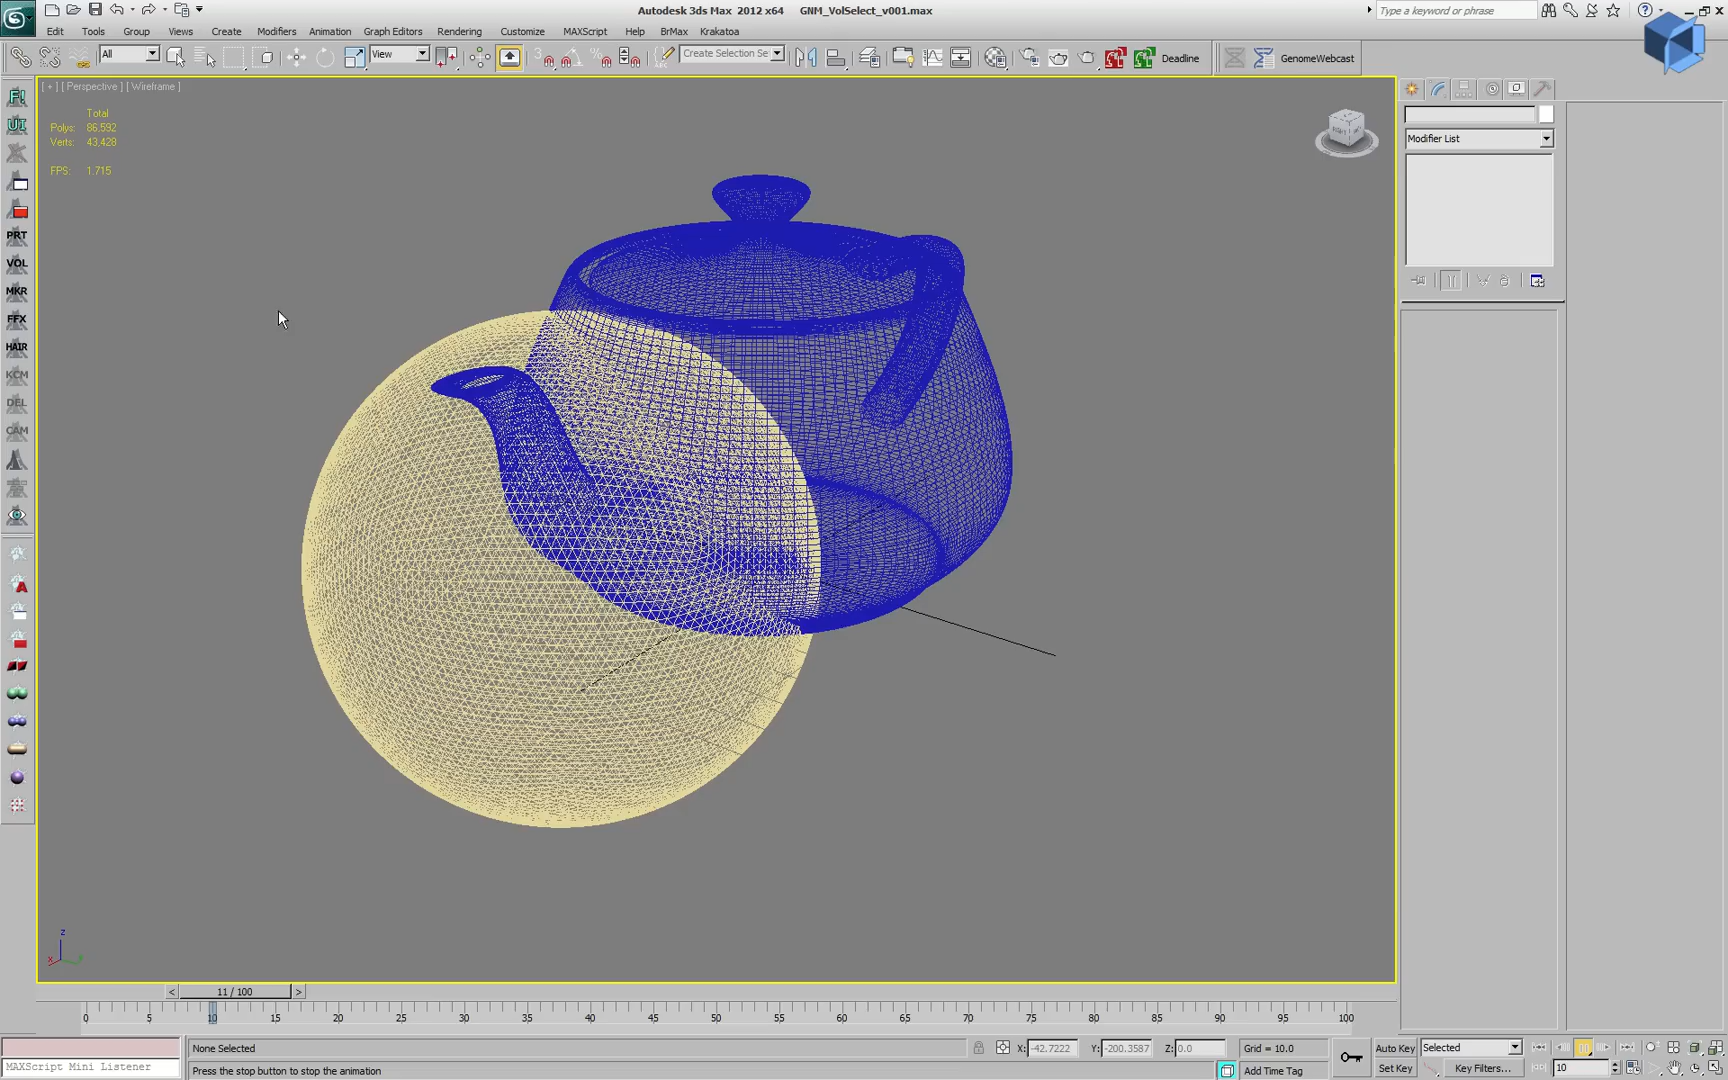 Autodesk 3ds Max 2012 x64 GNM_VolSelect_v001.max
Type a keyword or phrase
Edit Tools Group Views Create Modifiers Animation Graph Editors Rendering Customize MAXScript Help BrMax Krakatoa
All View Create Selection Se Deadline GenomeWebcast
[ + ] [ Perspective ] [ Wireframe ]
Total
Polys: 86,592
Verts: 43,428
FPS: 1.715
Modifier List
F!
UI
PRT
VOL
MKR
FFX
HAIR
KCM
DEL
CAM
z
x
< 11 / 100 >
0 5 10 15 20 25 30 35 40 45 50 55 60 65 70 75 80 85 90 95 100
None Selected X: -42.7222 Y: -200.3587 Z: 0.0 Grid = 10.0 Auto Key Selected
MAXScript Mini Listener Press the stop button to stop the animation Add Time Tag Set Key Key Filters... 10